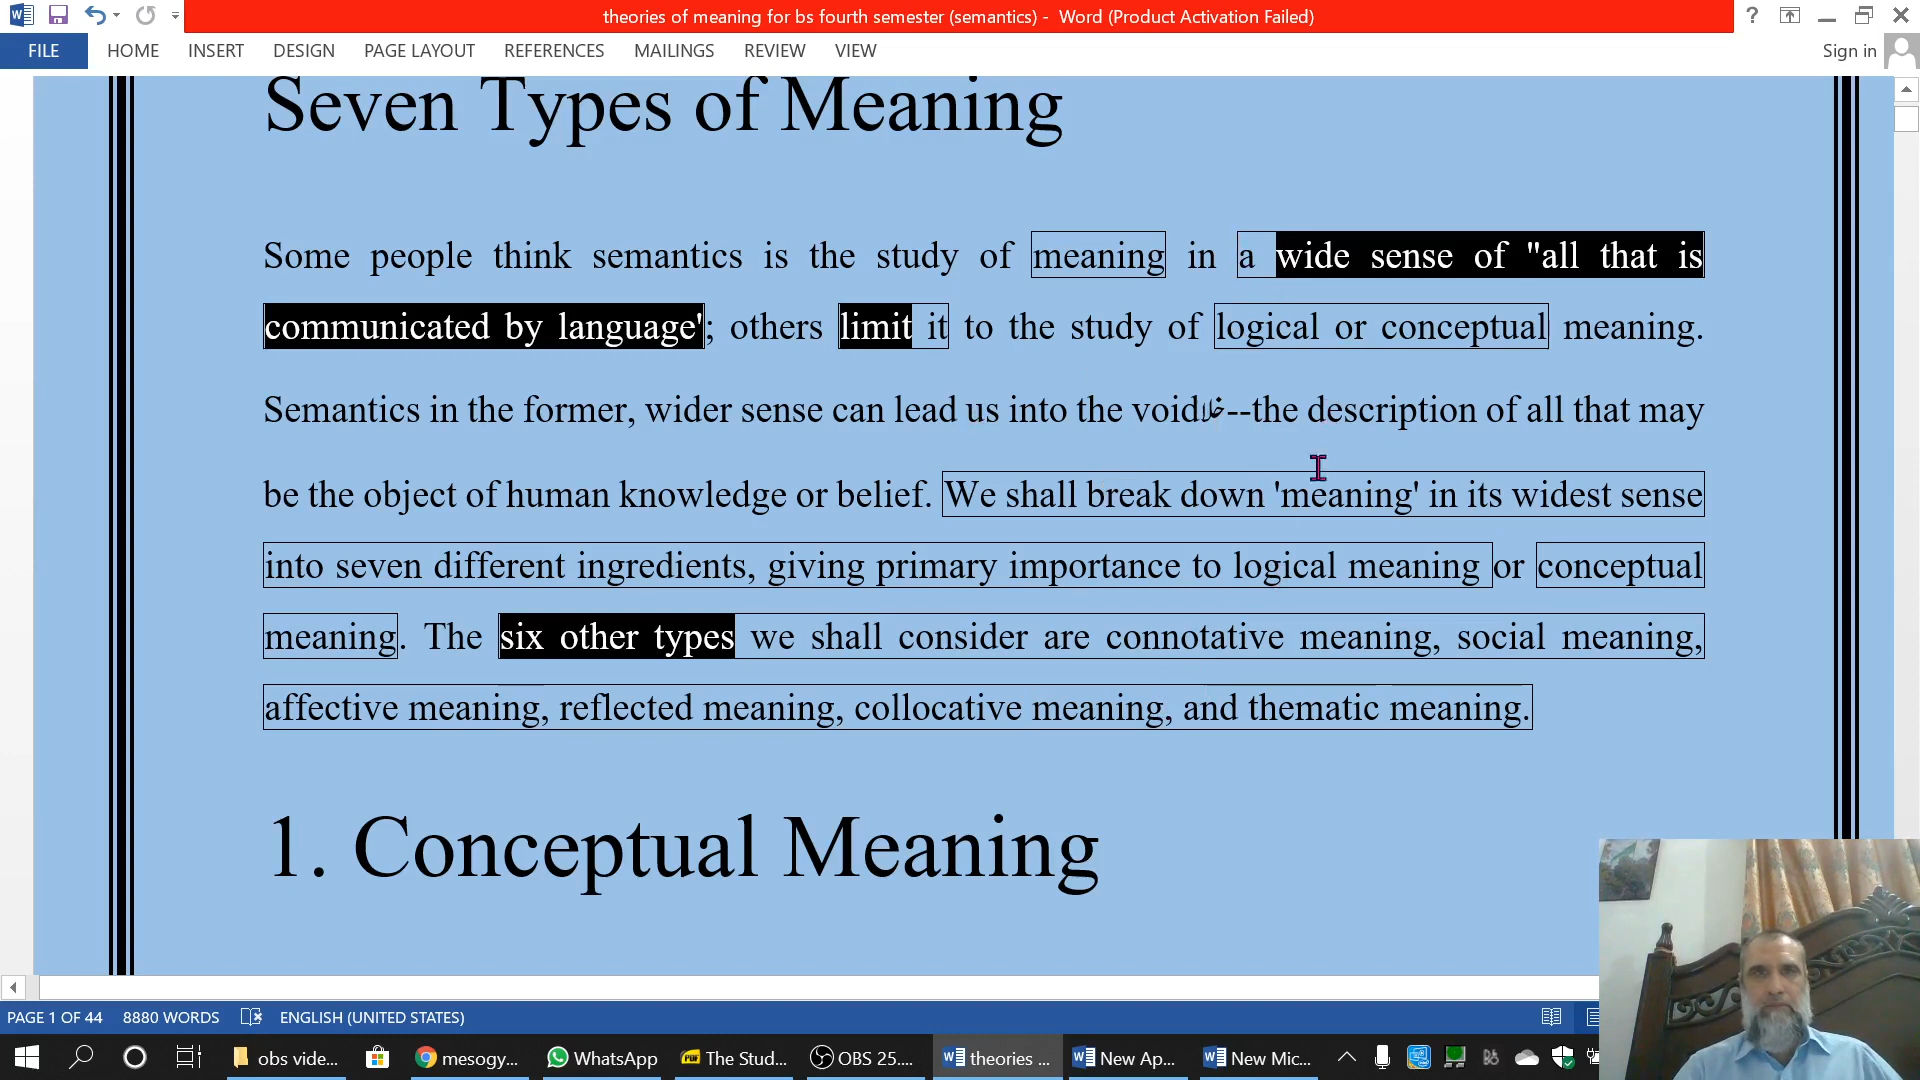 theories of meaning for bs fourth semester (semantics) - Word (Product Activation Failed)
FILE HOME INSERT DESIGN PAGE LAYOUT REFERENCES MAILINGS REVIEW VIEW Sign in
Seven Types of Meaning
Some people think semantics is the study of meaning in a wide sense of "all that is
communicated by language'; others limit it to the study of logical or conceptual meaning.
Semantics in the former, wider sense can lead us into the voidخلا--the description of all that may
be the object of human knowledge or belief. We shall break down 'meaning' in its widest sense
into seven different ingredients, giving primary importance to logical meaning or conceptual
meaning. The six other types we shall consider are connotative meaning, social meaning,
affective meaning, reflected meaning, collocative meaning, and thematic meaning.
1. Conceptual Meaning
PAGE 1 OF 44 8880 WORDS ENGLISH (UNITED STATES)
obs vide... mesogy... WhatsApp The Stud... OBS 25.... theories ... New Ap... New Mic...